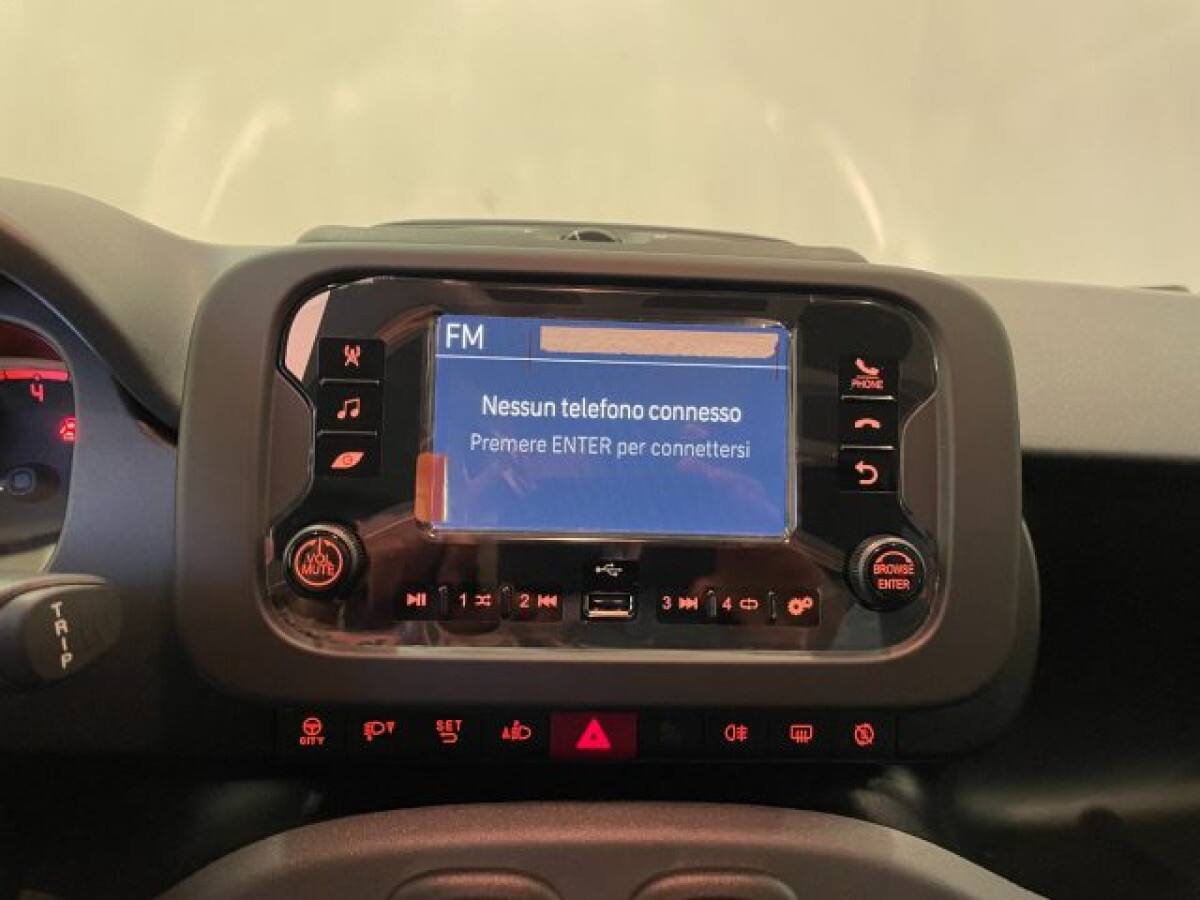 FM
Nessun telefono connesso
Premere ENTER per connettersi
PHONE
VOL
MUTE
BROWSE
ENTER
1
2
3
4
4
TRIP
CITY
SET